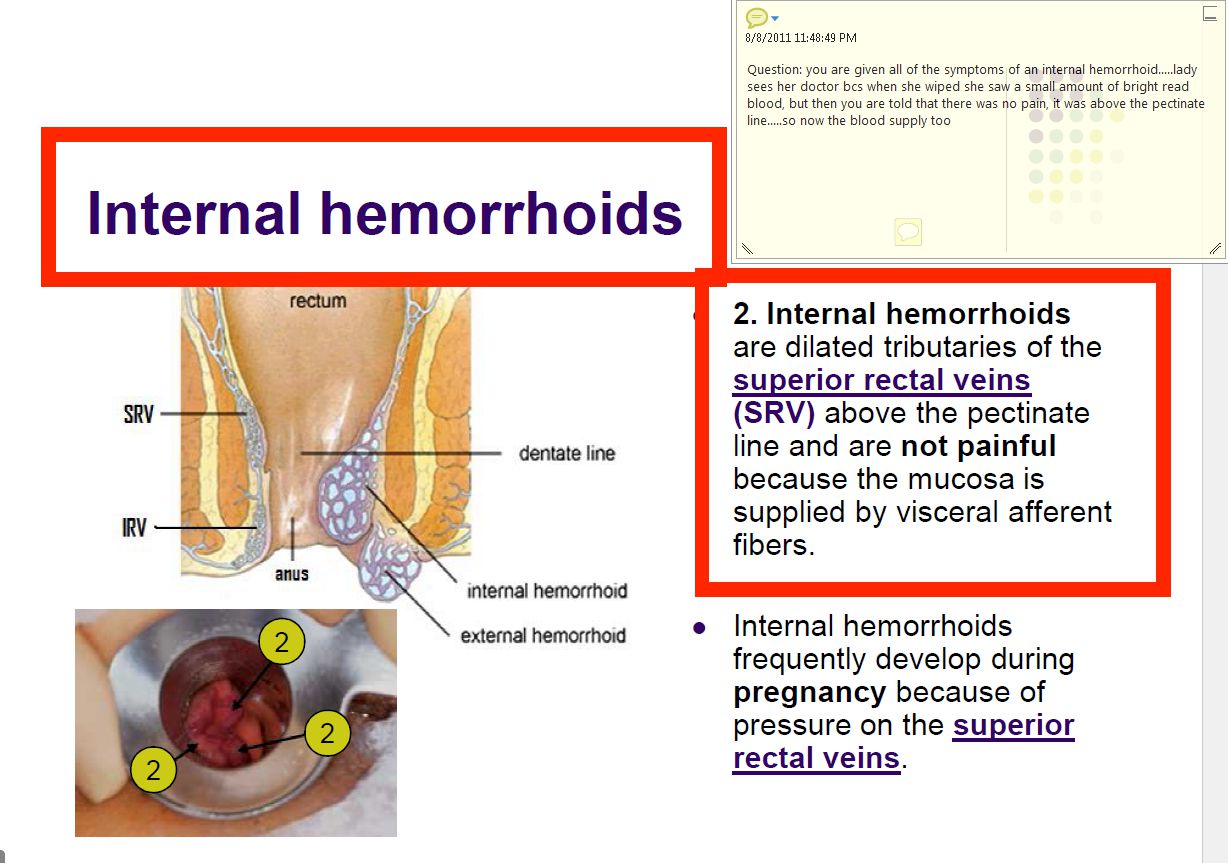 8/8/2011 11:48:49 PM
Question: you are given all of the symptoms of an internal hemorrhoid.....lady
sees her doctor bcs when she wiped she saw a small amount of bright read
blood, but then you are told that there was no pain, it was above the pectinate
line.....so now the blood supply too
Internal hemorrhoids
rectum
SRV
dentate line
IRV
anus
internal hemorrhoid
external hemorrhoid
2
2
2
2. Internal hemorrhoids
are dilated tributaries of the
superior rectal veins
(SRV) above the pectinate
line and are not painful
because the mucosa is
supplied by visceral afferent
fibers.
Internal hemorrhoids
frequently develop during
pregnancy because of
pressure on the superior
rectal veins.